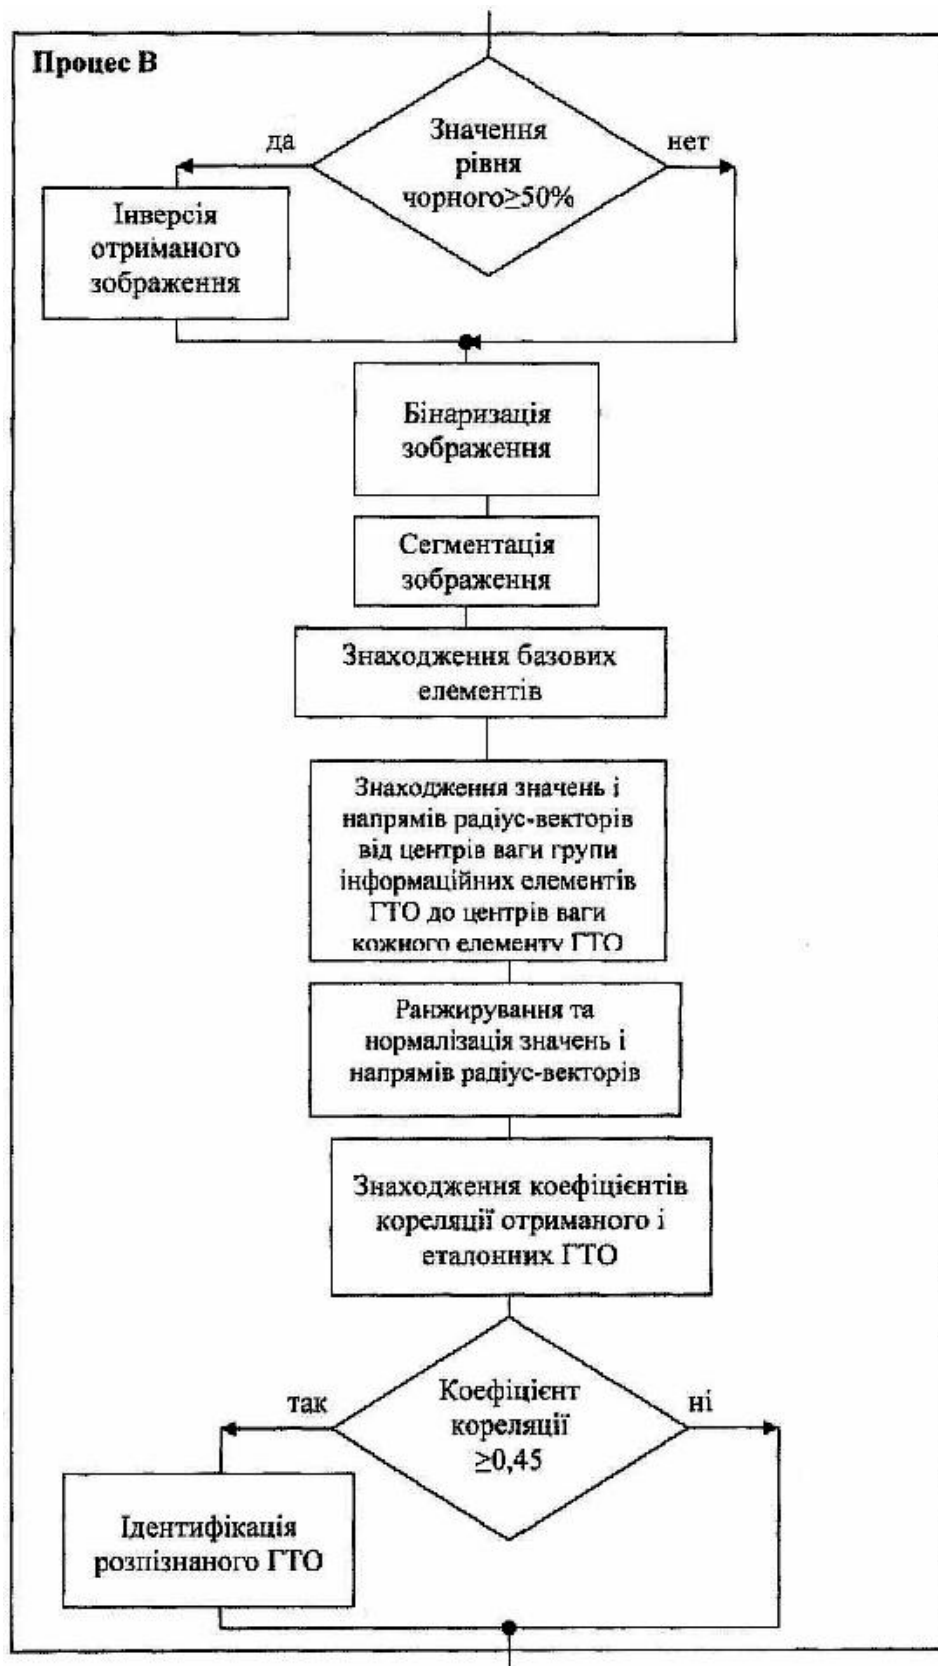 Процес В
Значення
рівня
чорного≥50%
да
нет
Інверсія
отриманого
зображення
Бінаризація
зображення
Сегментація
зображення
Знаходження базових
елементів
Знаходження значень і
напрямів радіус-векторів
від центрів ваги групи
інформаційних елементів
ГТО до центрів ваги
кожного елементу ГТО
Ранжирування та
нормалізація значень і
напрямів радіус-векторів
Знаходження коефіцієнтів
кореляції отриманого і
еталонних ГТО
Коефіцієнт
кореляції
≥0,45
так
ні
Ідентифікація
розпізнаного ГТО